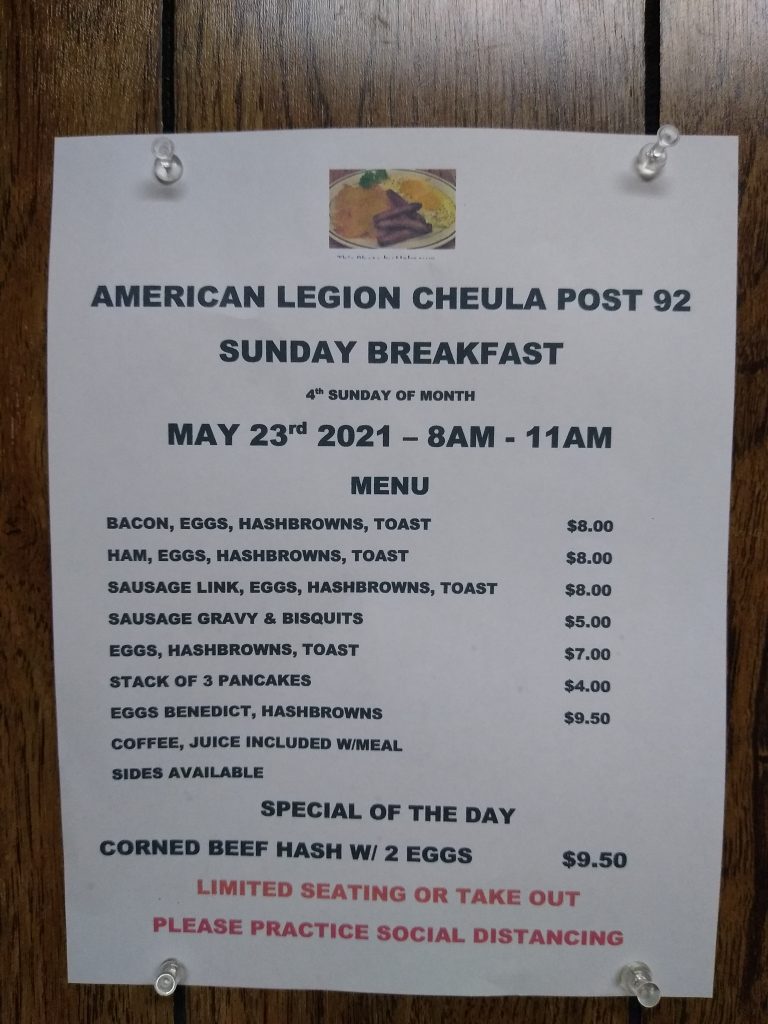 AMERICAN LEGION CHEULA POST 92
SUNDAY BREAKFAST
4th SUNDAY OF MONTH
MAY 23rd 2021 – 8AM - 11AM
MENU
BACON, EGGS, HASHBROWNS, TOAST $8.00
HAM, EGGS, HASHBROWNS, TOAST $8.00
SAUSAGE LINK, EGGS, HASHBROWNS, TOAST $8.00
SAUSAGE GRAVY & BISQUITS $5.00
EGGS, HASHBROWNS, TOAST $7.00
STACK OF 3 PANCAKES $4.00
EGGS BENEDICT, HASHBROWNS $9.50
COFFEE, JUICE INCLUDED W/MEAL
SIDES AVAILABLE
SPECIAL OF THE DAY
CORNED BEEF HASH W/ 2 EGGS $9.50
LIMITED SEATING OR TAKE OUT
PLEASE PRACTICE SOCIAL DISTANCING